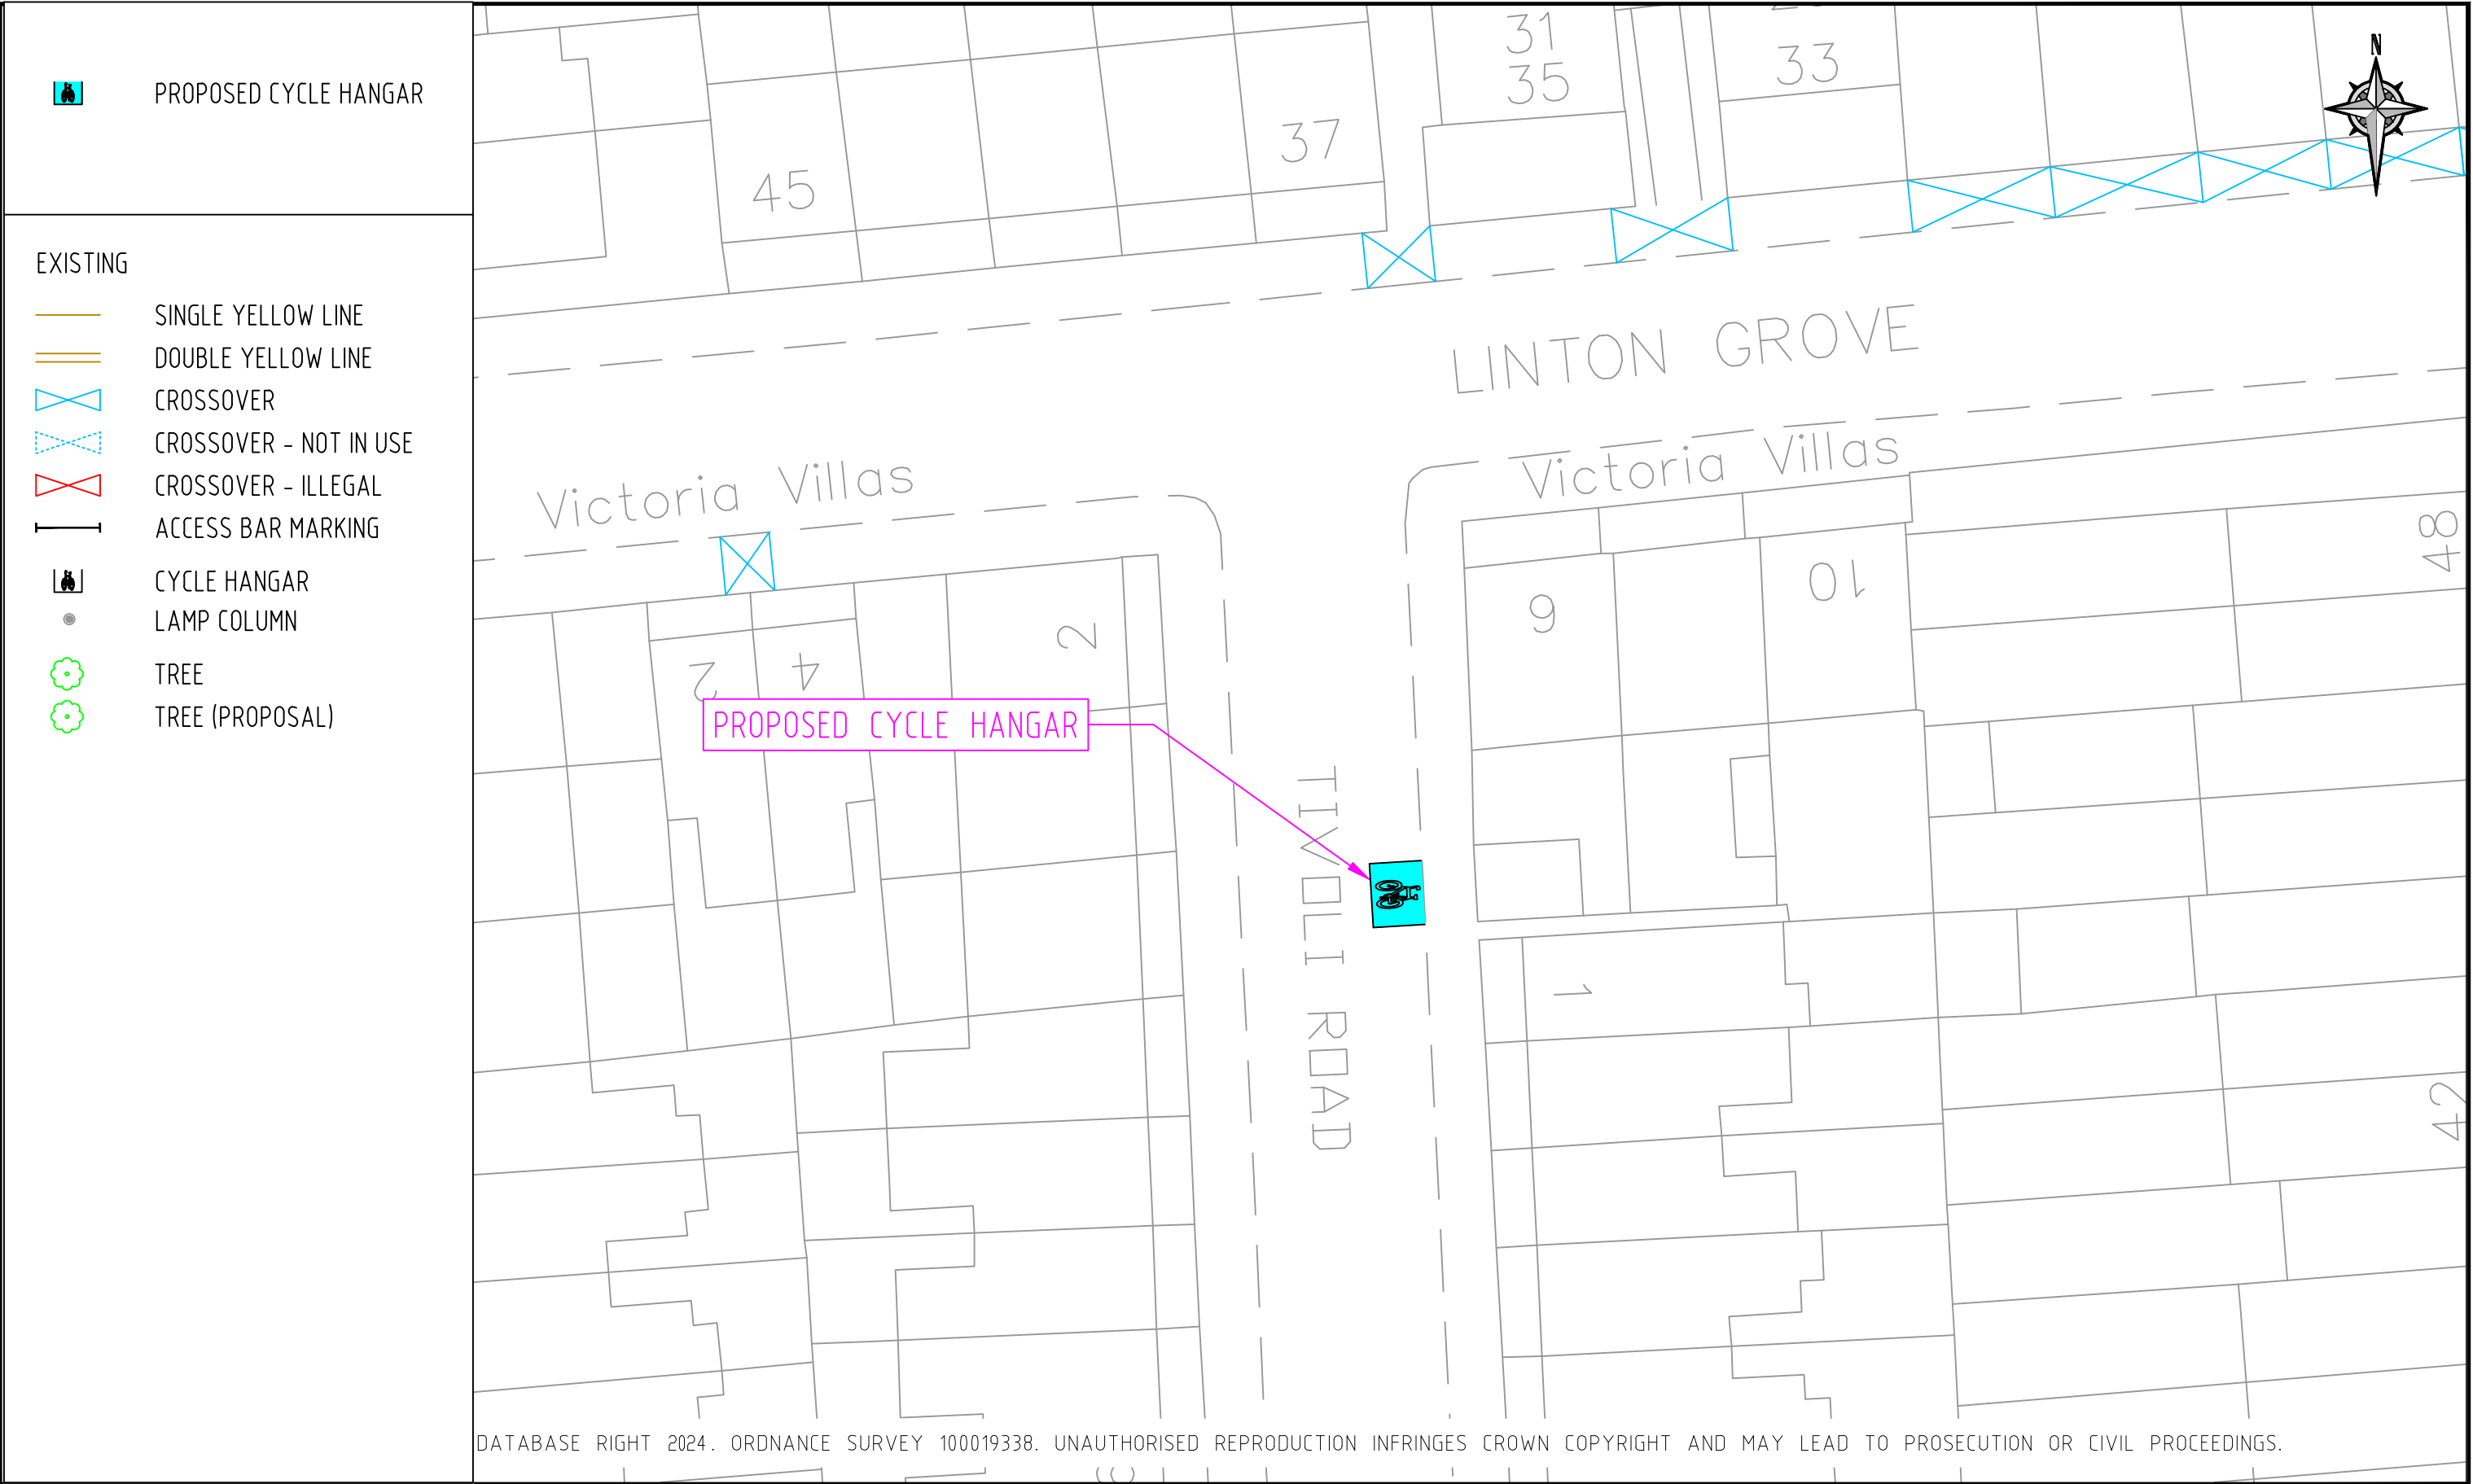 PROPOSED CYCLE HANGAR
EXISTING
SINGLE YELLOW LINE
DOUBLE YELLOW LINE
CROSSOVER
CROSSOVER - NOT IN USE
CROSSOVER - ILLEGAL
ACCESS BAR MARKING
CYCLE HANGAR
LAMP COLUMN
TREE
TREE (PROPOSAL)
N
31
35
33
37
45
LINTON GROVE
Victoria Villas
Victoria Villas
48
10
6
2
2
4
PROPOSED CYCLE HANGAR
TIVOLI ROAD
1
42
DATABASE RIGHT 2024. ORDNANCE SURVEY 100019338. UNAUTHORISED REPRODUCTION INFRINGES CROWN COPYRIGHT AND MAY LEAD TO PROSECUTION OR CIVIL PROCEEDINGS.